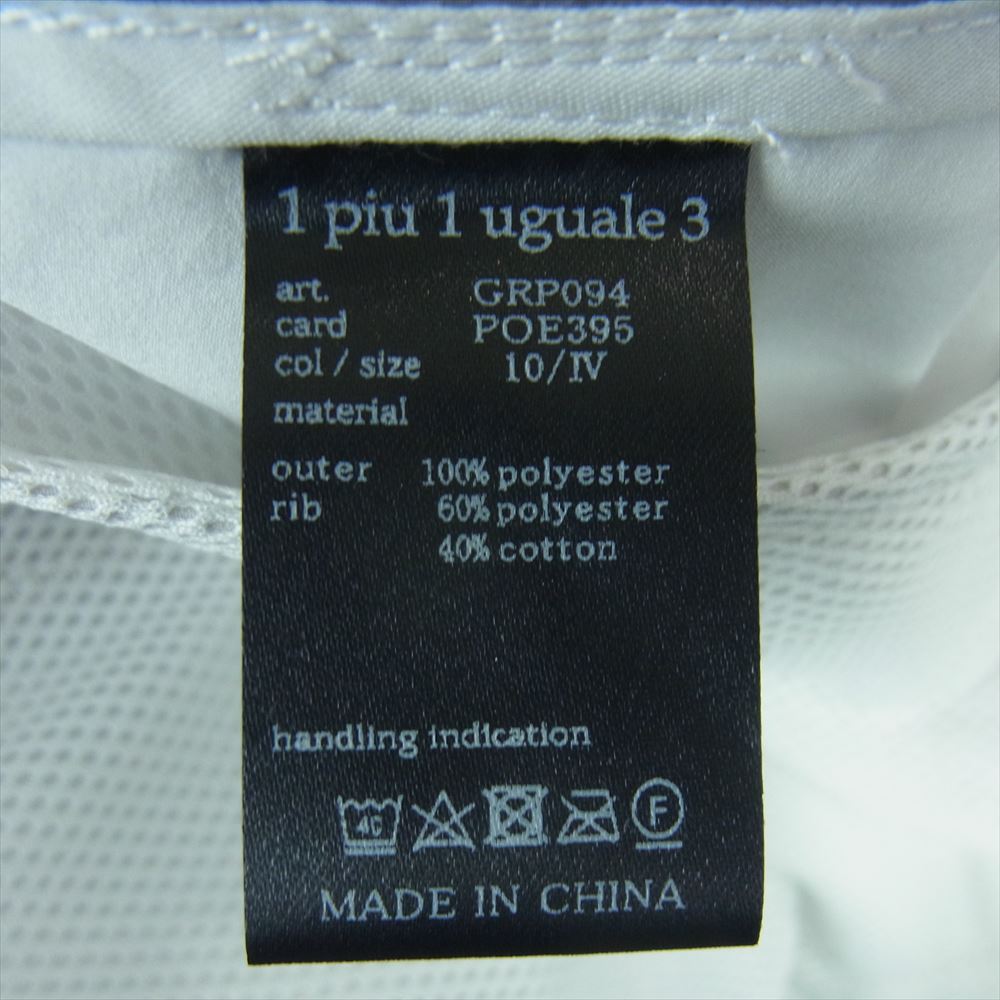 1 piu 1 uguale 3
art. GRP094
card POE395
col / size 10/IV
material
outer 100% polyester
rib 60% polyester
40% cotton
handling indication
40 F
MADE IN CHINA